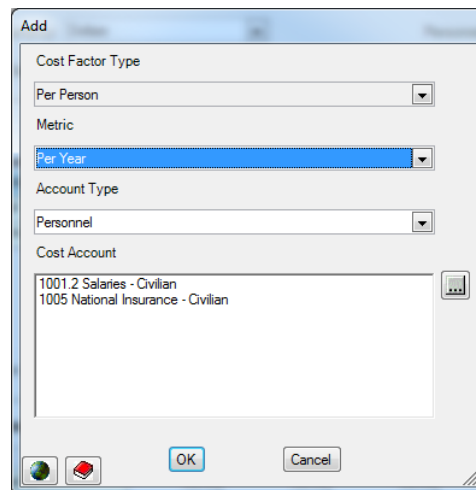 Add
Cost Factor Type
Per Person
Metric
Per Year
Account Type
Personnel
Cost Account
1001.2 Salaries - Civilian
1005 National Insurance - Civilian
...
OK
Cancel